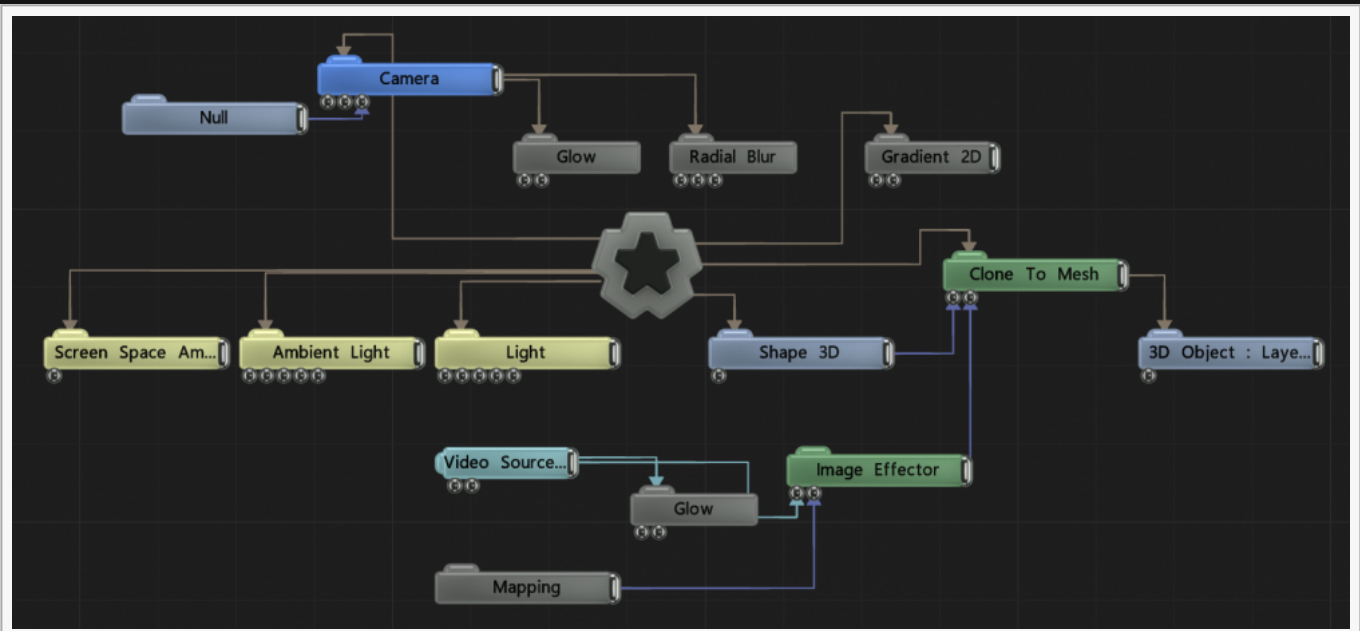 Camera
Null
Glow
Radial Blur
Gradient 2D
Clone To Mesh
Screen Space Am...
Ambient Light
Light
Shape 3D
3D Object : Laye...
Video Source...
Image Effector
Glow
Mapping